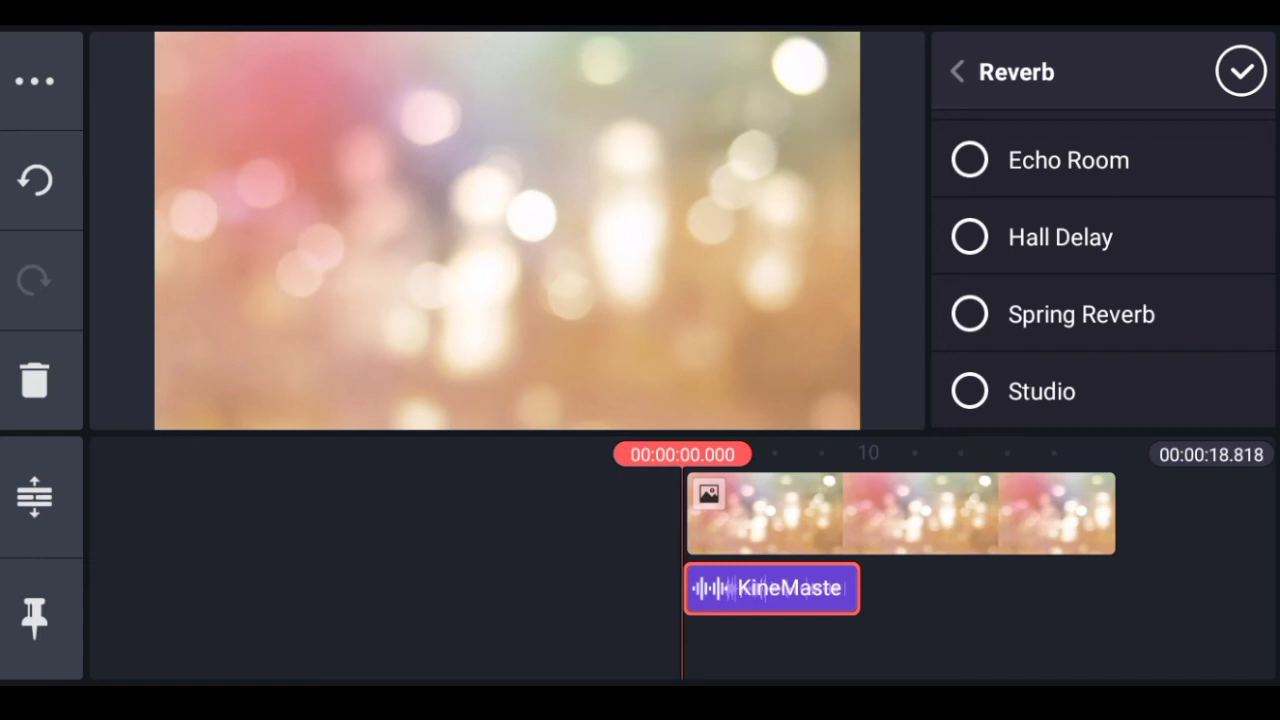 Reverb
Echo Room
Hall Delay
Spring Reverb
Studio
00:00:00.000
10
00:00:18.818
KineMaste